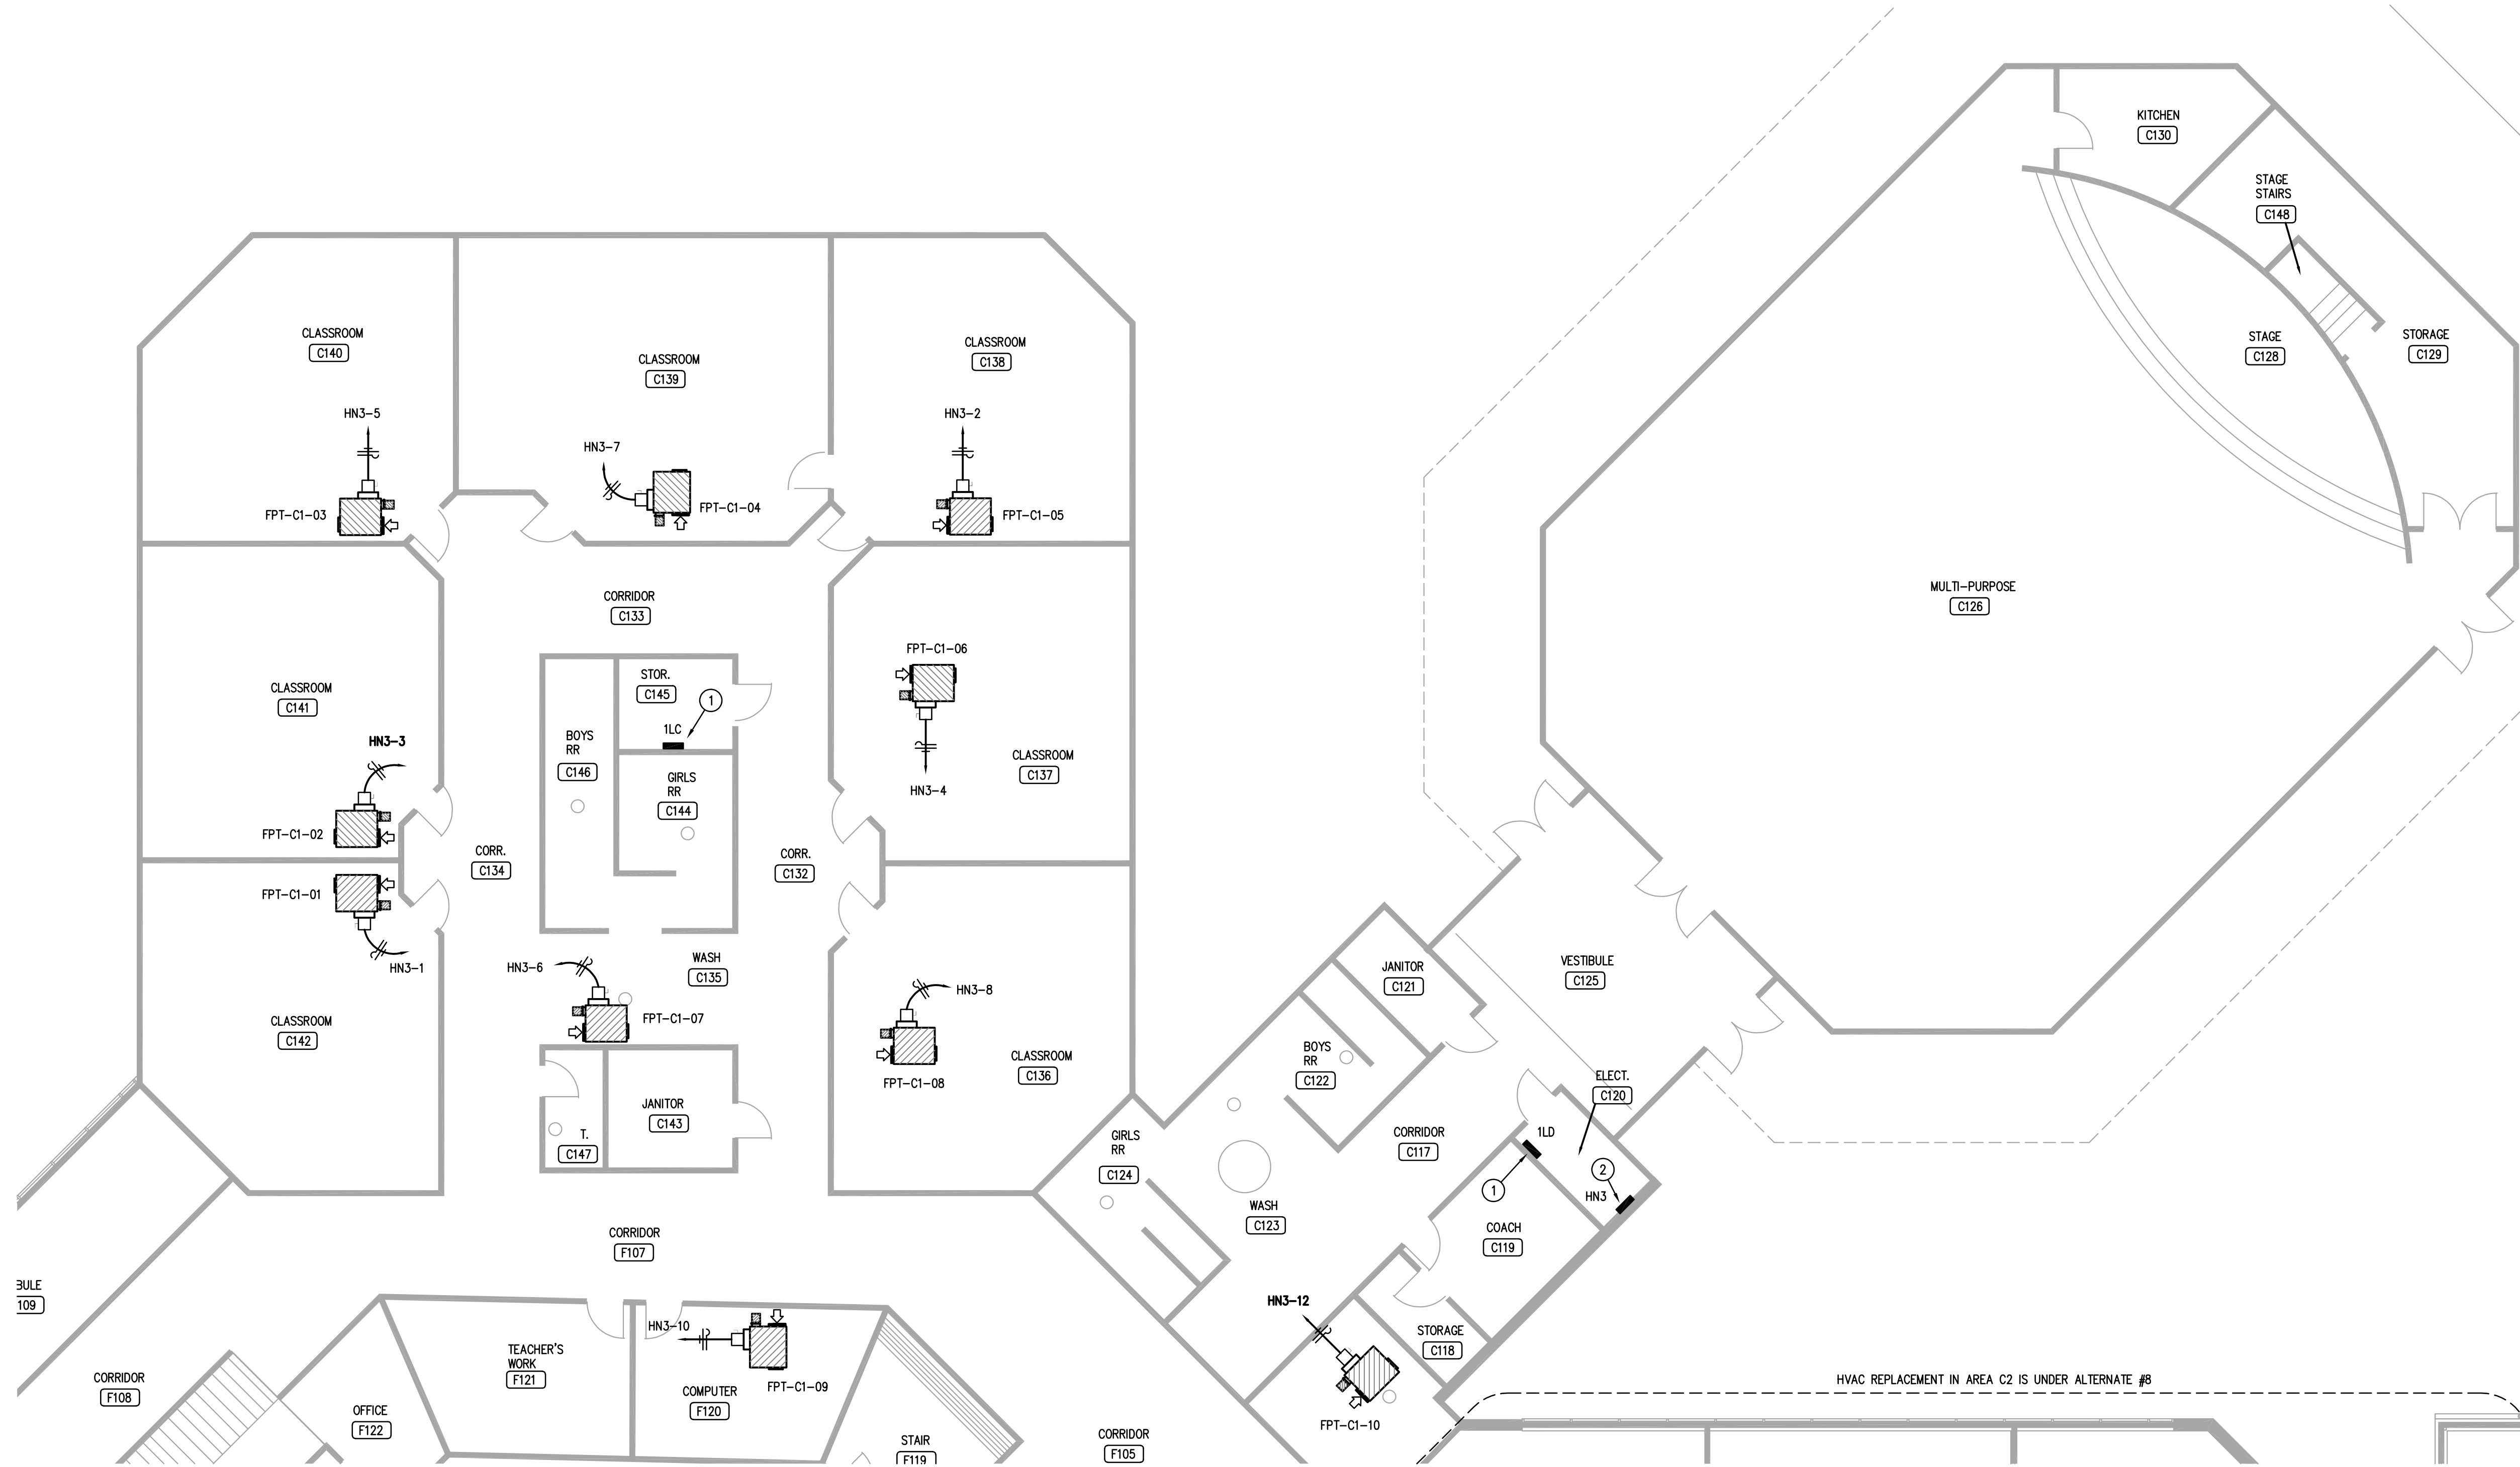 KITCHEN
C130
STAGE
STAIRS
C148
STAGE
C128
STORAGE
C129
MULTI-PURPOSE
C126
CLASSROOM
C140
HN3-5
FPT-C1-03
CLASSROOM
C139
HN3-7
FPT-C1-04
CLASSROOM
C138
HN3-2
FPT-C1-05
CORRIDOR
C133
CLASSROOM
C141
HN3-3
FPT-C1-02
STOR.
C145
1
1LC
BOYS
RR
C146
GIRLS
RR
C144
FPT-C1-06
CLASSROOM
C137
HN3-4
CORR.
C134
CORR.
C132
FPT-C1-01
HN3-1
CLASSROOM
C142
HN3-6
WASH
C135
FPT-C1-07
HN3-8
CLASSROOM
C136
FPT-C1-08
JANITOR
C143
T.
C147
JANITOR
C121
VESTIBULE
C125
BOYS
RR
C122
ELECT.
C120
1LD
CORRIDOR
C117
2
HN3
1
GIRLS
RR
C124
WASH
C123
COACH
C119
CORRIDOR
F107
BULE
109
HN3-12
STORAGE
C118
FPT-C1-10
HN3-10
TEACHER'S
WORK
F121
COMPUTER
F120
FPT-C1-09
CORRIDOR
F108
OFFICE
F122
STAIR
F119
CORRIDOR
F105
HVAC REPLACEMENT IN AREA C2 IS UNDER ALTERNATE #8